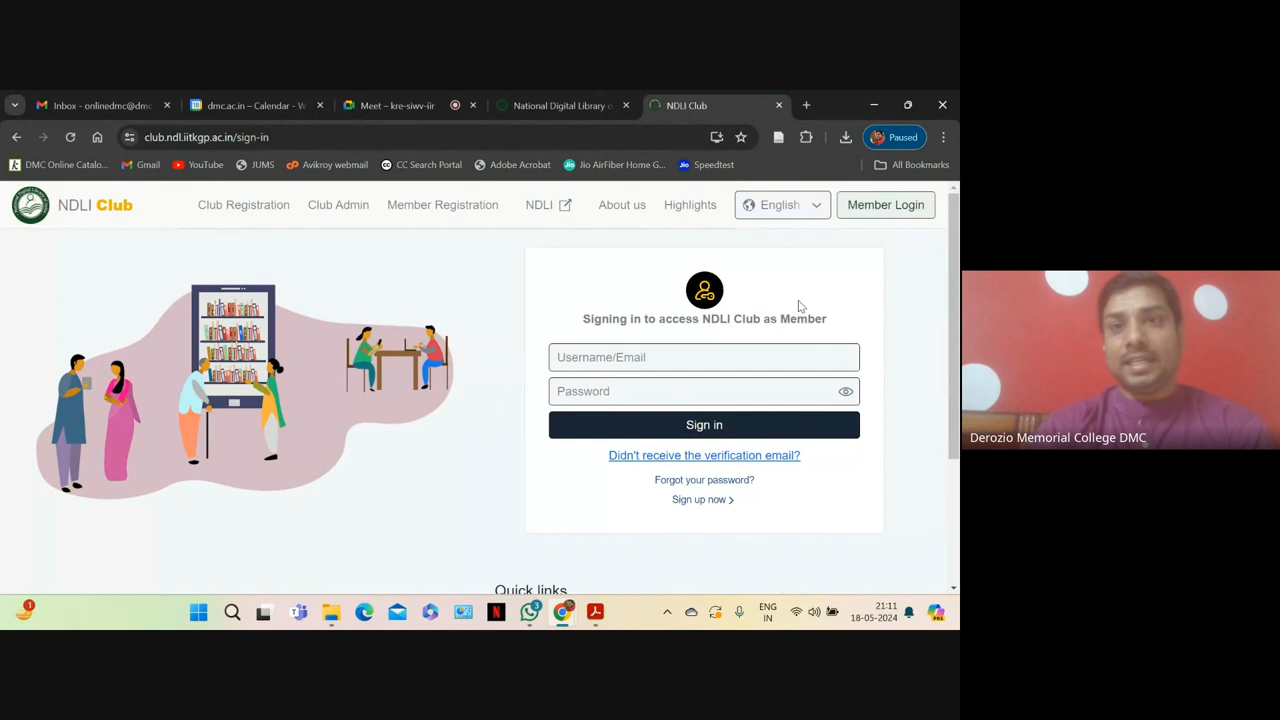 Inbox - onlinedmc@dmc
dmc.ac.in – Calendar - W
Meet – kre-siwv-iir
National Digital Library o
NDLI Club
club.ndl.iitkgp.ac.in/sign-in
Paused
DMC Online Catalo...
Gmail
YouTube
JUMS
Avikroy webmail
CC Search Portal
Adobe Acrobat
Jio AirFiber Home G...
Speedtest
All Bookmarks
NDLI Club
Club Registration
Club Admin
Member Registration
NDLI
About us
Highlights
English
Member Login
Signing in to access NDLI Club as Member
Username/Email
Password
Sign in
Didn't receive the verification email?
Forgot your password?
Sign up now
Quick links
Derozio Memorial College DMC
1
3
ENG
IN
21:11
18-05-2024